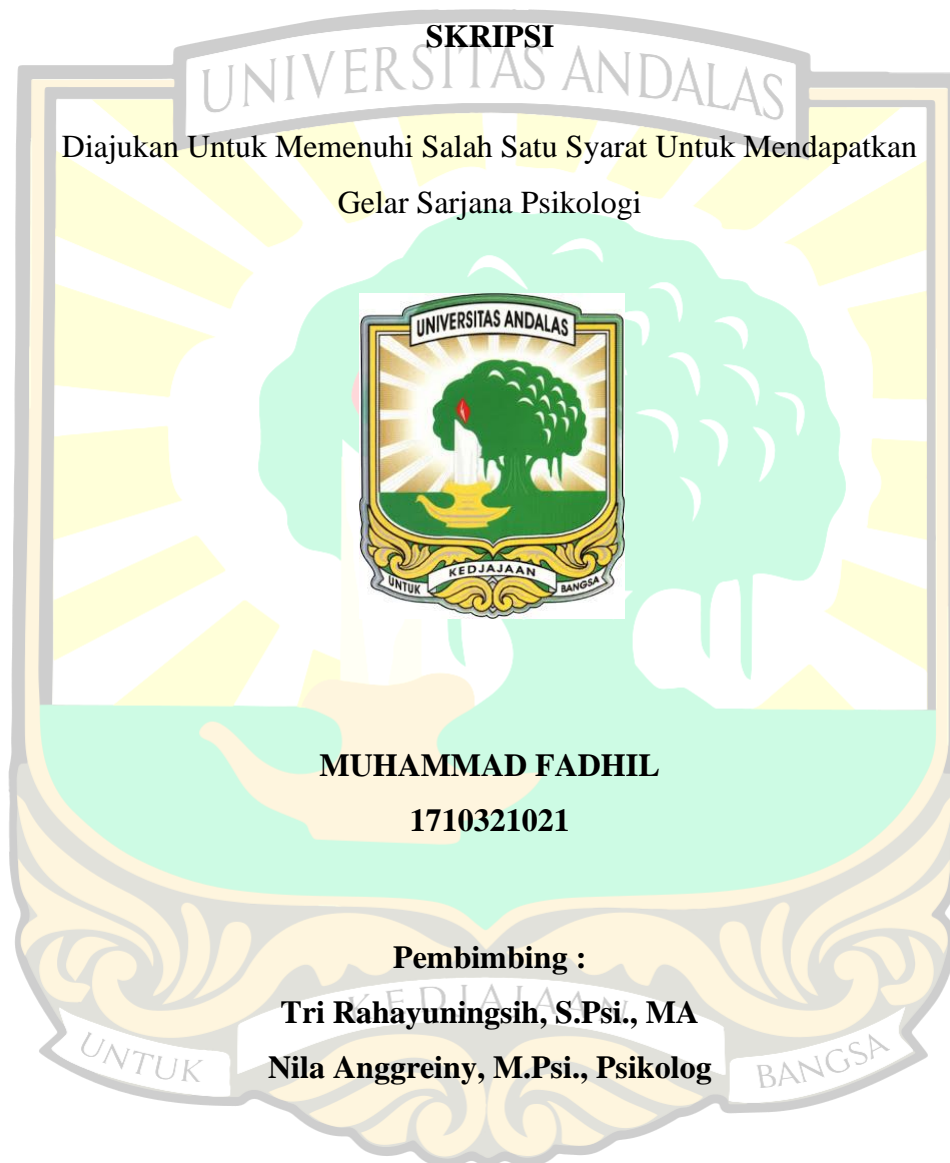 SKRIPSI
UNIVERSITAS ANDALAS
Diajukan Untuk Memenuhi Salah Satu Syarat Untuk Mendapatkan
Gelar Sarjana Psikologi
UNIVERSITAS ANDALAS
UNTUK KEDJAJAAN BANGSA
MUHAMMAD FADHIL
1710321021
Pembimbing :
Tri Rahayuningsih, S.Psi., MA
Nila Anggreiny, M.Psi., Psikolog
UNTUK KEDJAJAAN BANGSA